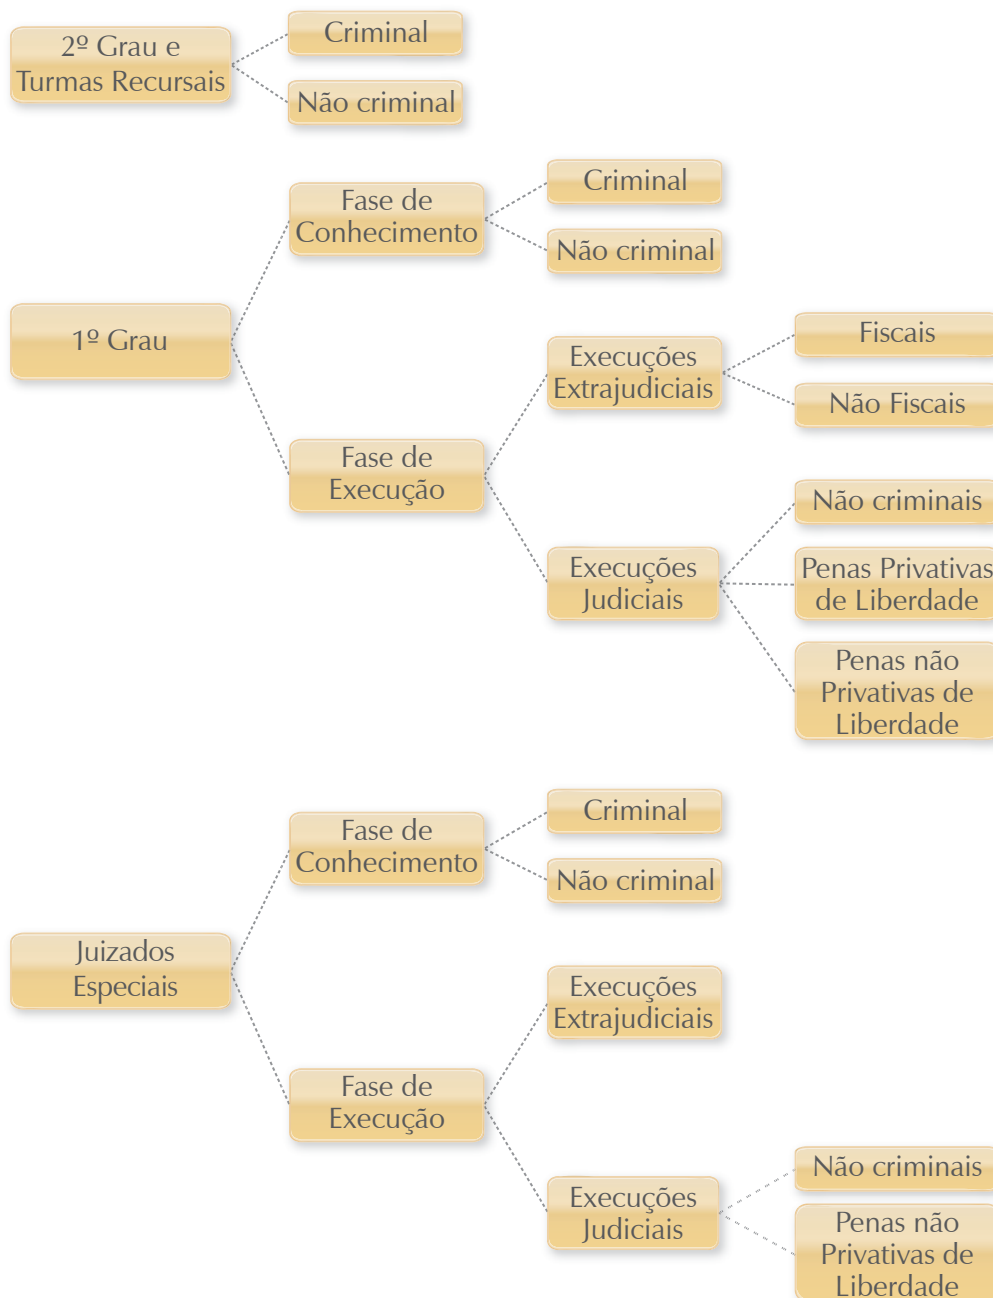 2º Grau e
Turmas Recursais
Criminal
Não criminal
1º Grau
Fase de
Conhecimento
Criminal
Não criminal
Fase de
Execução
Execuções
Extrajudiciais
Fiscais
Não Fiscais
Execuções
Judiciais
Não criminais
Penas Privativas
de Liberdade
Penas não
Privativas de
Liberdade
Juizados
Especiais
Fase de
Conhecimento
Criminal
Não criminal
Fase de
Execução
Execuções
Extrajudiciais
Execuções
Judiciais
Não criminais
Penas não
Privativas de
Liberdade